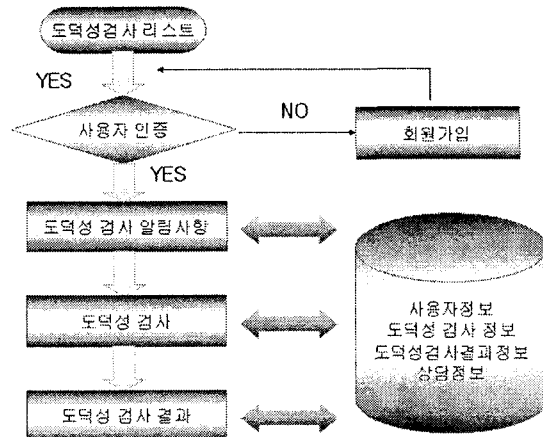 도덕성검사 리스트
YES
사용자 인증
NO
회원가입
YES
도덕성 검사 알림사항
도덕성 검사
도덕성 검사 결과
사용자정보
도덕성 검사 정보
도덕성검사결과정보
상담정보